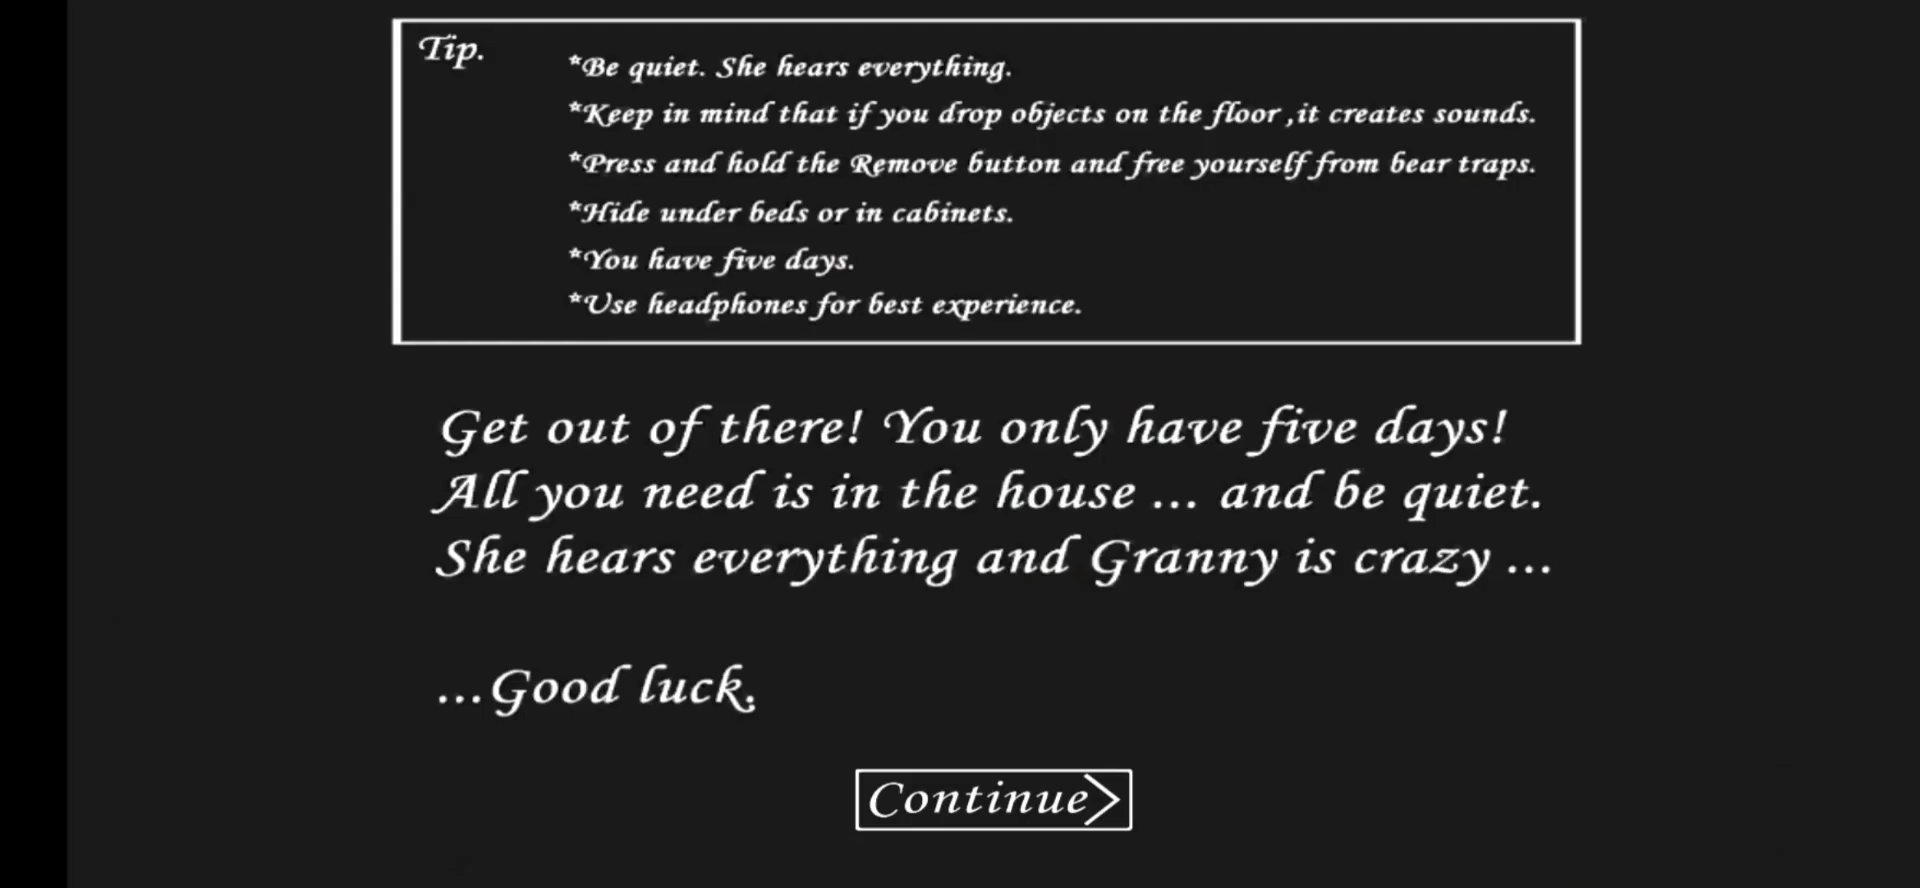 Tip.
*Be quiet. She hears everything.
*Keep in mind that if you drop objects on the floor ,it creates sounds.
*Press and hold the Remove button and free yourself from bear traps.
*Hide under beds or in cabinets.
*You have five days.
*Use headphones for best experience.
Get out of there! You only have five days!
All you need is in the house ... and be quiet.
She hears everything and Granny is crazy ...
...Good luck.
Continue>